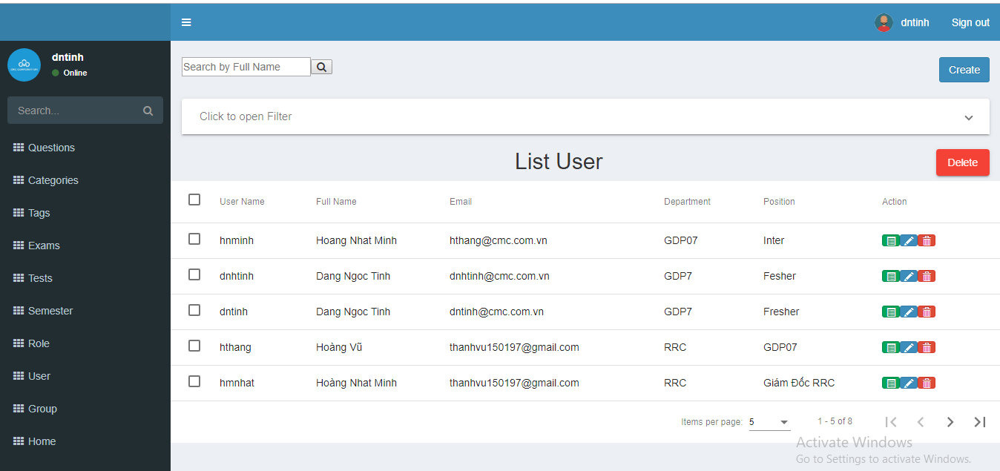 dntinh Sign out
dntinh
Online
Search...
Questions
Categories
Tags
Exams
Tests
Semester
Role
User
Group
Home
Search by Full Name
Create
Click to open Filter
List User
Delete
User Name Full Name Email Department Position Action
hnminh Hoang Nhat Minh hthang@cmc.com.vn GDP07 Inter
dnhtinh Dang Ngoc Tinh dnhtinh@cmc.com.vn GDP7 Fesher
dntinh Dang Ngoc Tinh dntinh@cmc.com.vn GDP7 Fresher
hthang Hoàng Vũ thanhvu150197@gmail.com RRC GDP07
hmnhat Hoàng Nhat Minh thanhvu150197@gmail.com RRC Giám Đốc RRC
Items per page: 5 1 - 5 of 8
Activate Windows
Go to Settings to activate Windows.